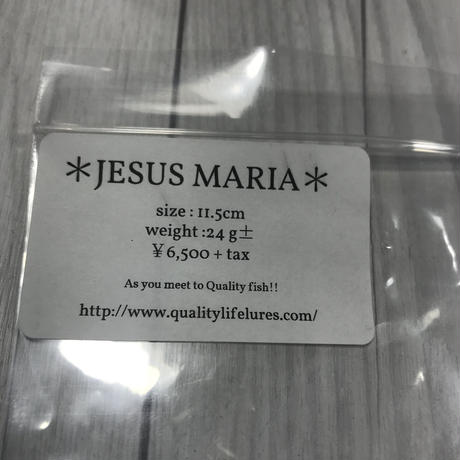 ＊JESUS MARIA＊
size : 11.5cm
weight :24 g±
￥6,500 + tax
As you meet to Quality fish!!
http://www.qualitylifelures.com/